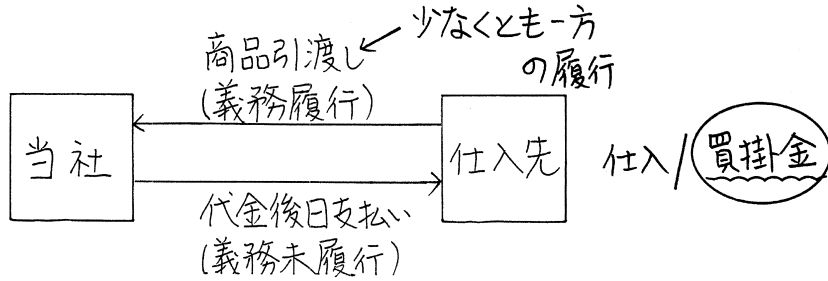 少なくとも一方
の履行
商品引渡し
(義務履行)
当社
仕入先
仕入/買掛金
代金後日支払い
(義務未履行)